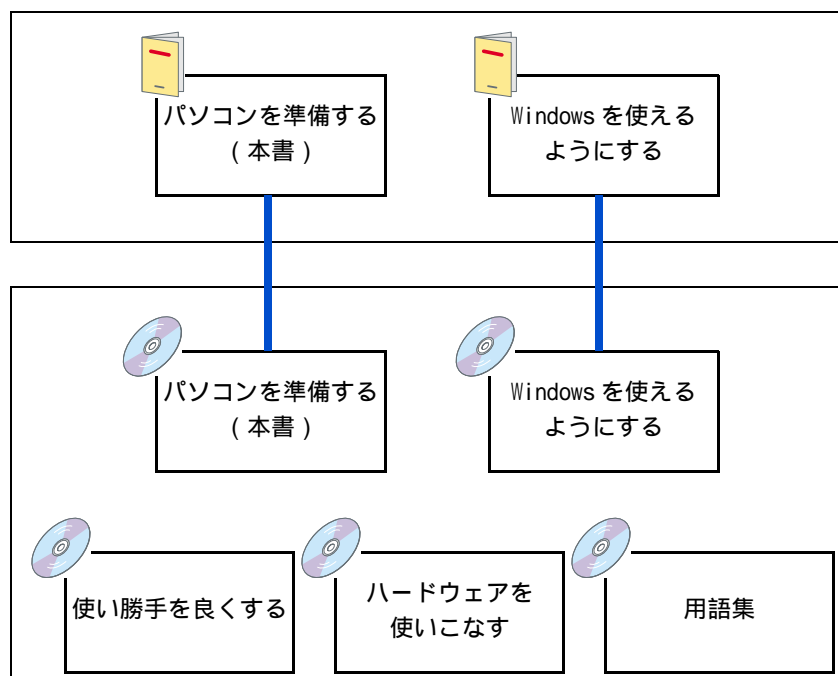 パソコンを準備する
(本書)
Windowsを使える
ようにする
パソコンを準備する
(本書)
Windowsを使える
ようにする
使い勝手を良くする
ハードウェアを
使いこなす
用語集